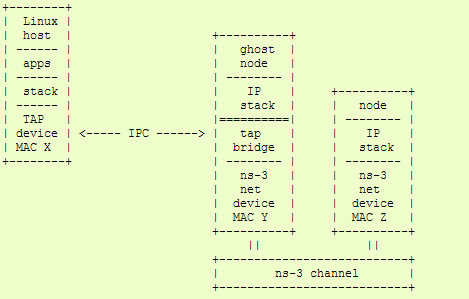 Linux
host
apps
stack
TAP
device
MAC X
<----- IPC ------>
ghost
node
IP
stack
tap
bridge
ns-3
net
device
MAC Y
node
IP
stack
ns-3
net
device
MAC Z
ns-3 channel